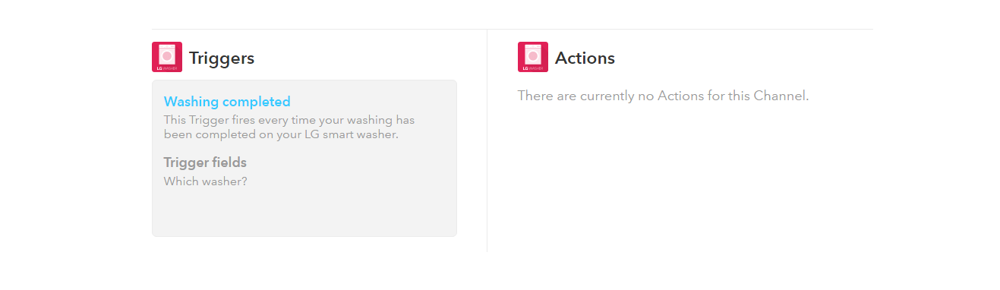 LG WASHER
Triggers
Washing completed
This Trigger fires every time your washing has
been completed on your LG smart washer.
Trigger fields
Which washer?
LG WASHER
Actions
There are currently no Actions for this Channel.